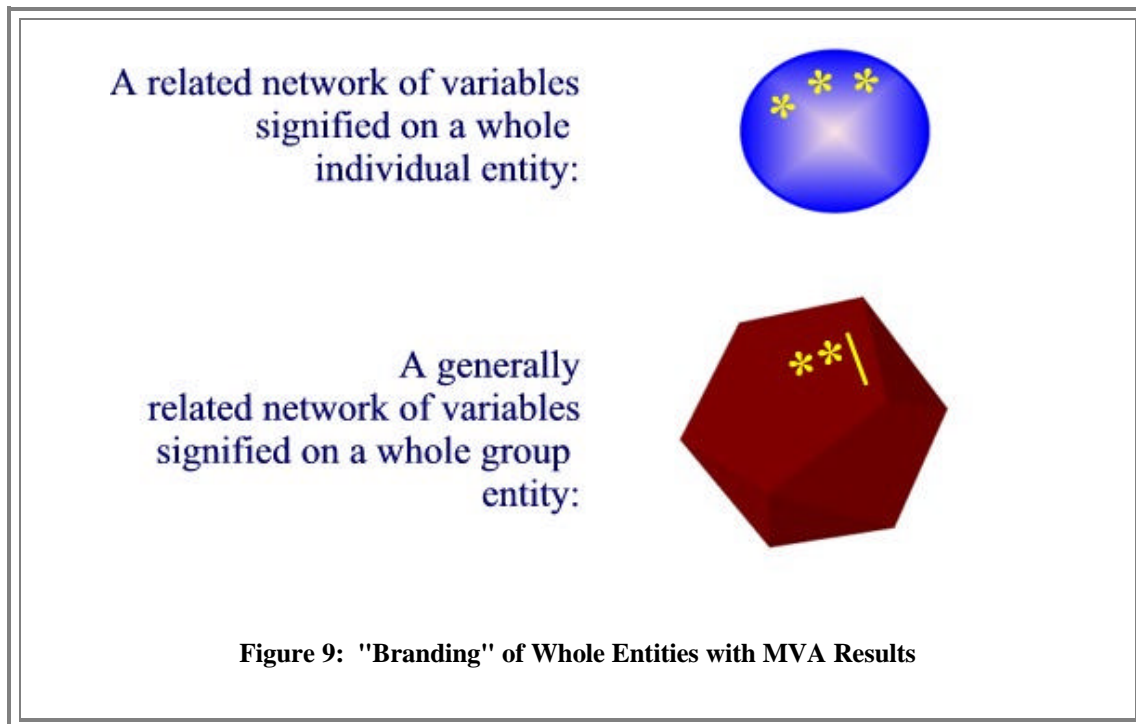 A related network of variables
signified on a whole
individual entity:
* * *
A generally
related network of variables
signified on a whole group
entity:
**|
Figure 9:  "Branding" of Whole Entities with MVA Results